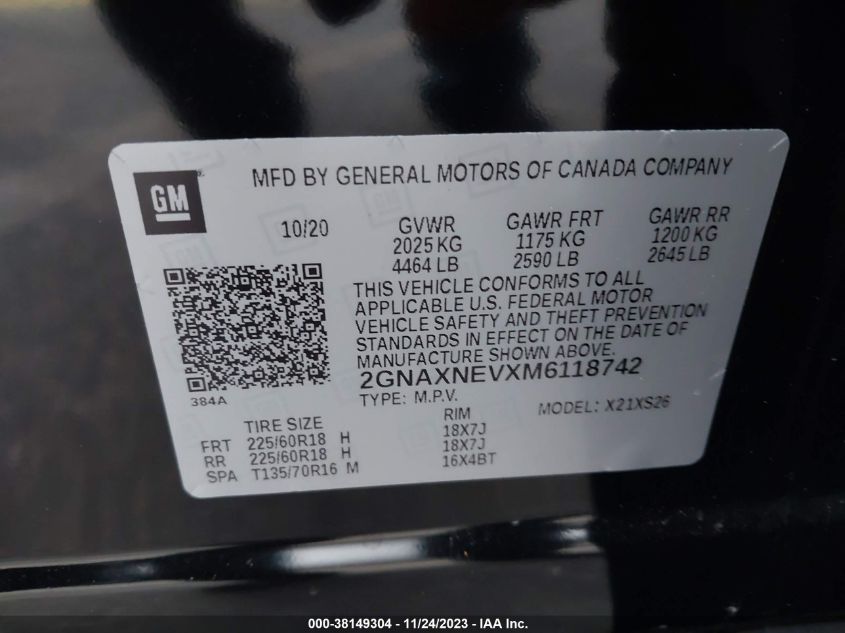 GM
MFD BY GENERAL MOTORS OF CANADA COMPANY
10/20 GVWR GAWR FRT GAWR RR
2025 KG 1175 KG 1200 KG
4464 LB 2590 LB 2645 LB
THIS VEHICLE CONFORMS TO ALL
APPLICABLE U.S. FEDERAL MOTOR
VEHICLE SAFETY AND THEFT PREVENTION
STANDARDS IN EFFECT ON THE DATE OF
MANUFACTURE SHOWN ABOVE.
384A
2GNAXNEVXM6118742
TYPE: M.P.V. MODEL: X21XS26
TIRE SIZE RIM
FRT 225/60R18 H 18X7J
RR 225/60R18 H 18X7J
SPA T135/70R16 M 16X4BT
000-38149304 - 11/24/2023 - IAA Inc.